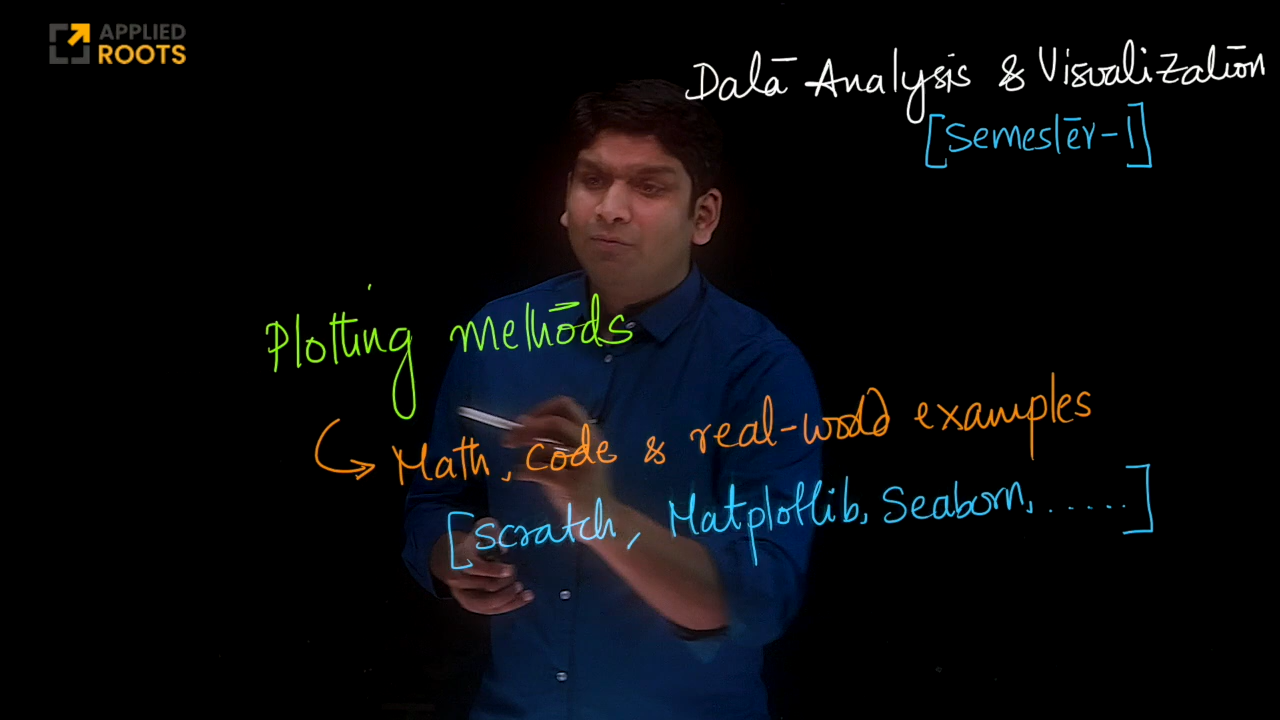 APPLIED
ROOTS
Data Analysis & Visualization
[Semester-1]
Plotting methods
Math, code & real-world examples
[scratch, Matplotlib, Seaborn, ......]